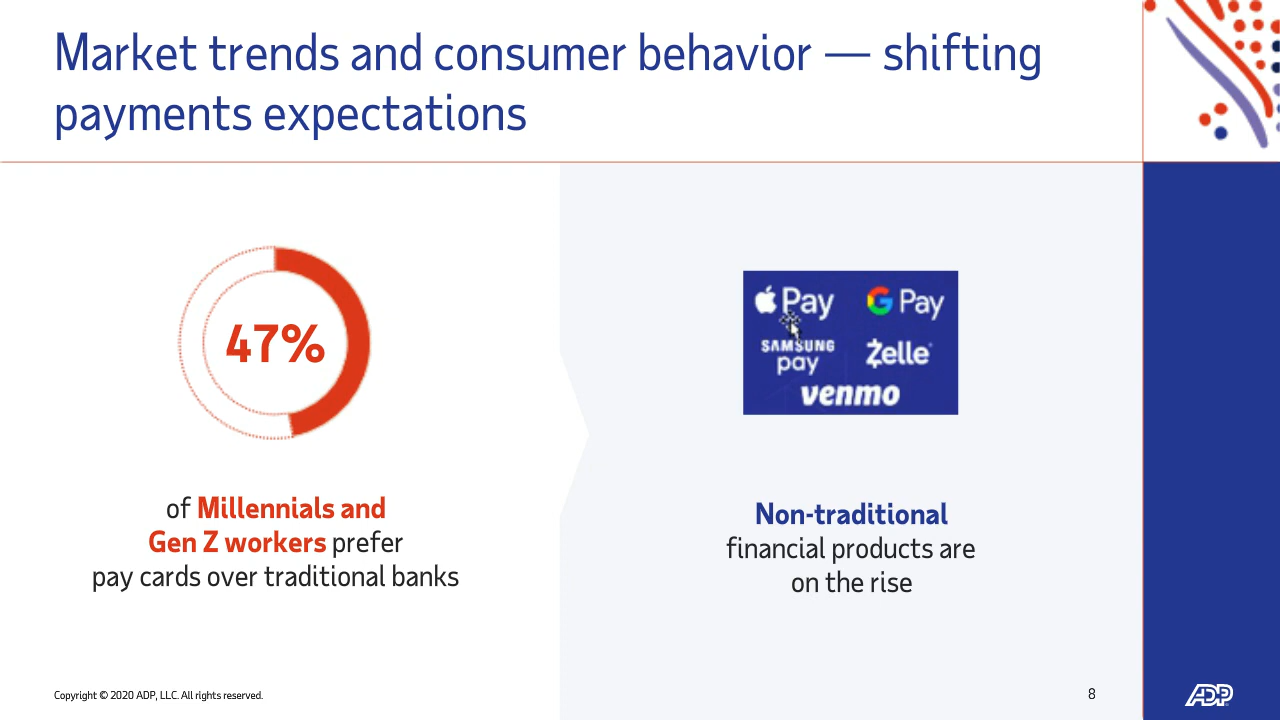 Market trends and consumer behavior — shifting
payments expectations
47%
of Millennials and
Gen Z workers prefer
pay cards over traditional banks
Pay
G Pay
SAMSUNG
pay
Zelle
venmo
Non-traditional
financial products are
on the rise
Copyright © 2020 ADP, LLC. All rights reserved.
8
ADP